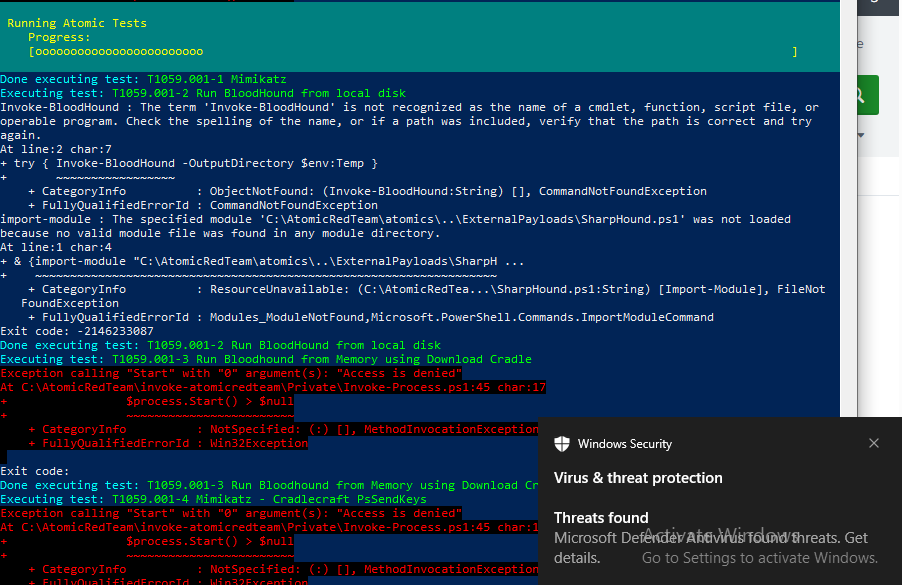 Running Atomic Tests
Progress:
[oooooooooooooooooooooooo ]
Done executing test: T1059.001-1 Mimikatz
Executing test: T1059.001-2 Run BloodHound from local disk
Invoke-BloodHound : The term 'Invoke-BloodHound' is not recognized as the name of a cmdlet, function, script file, or
operable program. Check the spelling of the name, or if a path was included, verify that the path is correct and try
again.
At line:2 char:7
+ try { Invoke-BloodHound -OutputDirectory $env:Temp }
+ ~~~~~~~~~~~~~~~~~
+ CategoryInfo : ObjectNotFound: (Invoke-BloodHound:String) [], CommandNotFoundException
+ FullyQualifiedErrorId : CommandNotFoundException
import-module : The specified module 'C:\AtomicRedTeam\atomics\..\ExternalPayloads\SharpHound.ps1' was not loaded
because no valid module file was found in any module directory.
At line:1 char:4
+ & {import-module "C:\AtomicRedTeam\atomics\..\ExternalPayloads\SharpH ...
+ ~~~~~~~~~~~~~~~~~~~~~~~~~~~~~~~~~~~~~~~~~~~~~~~~~~~~~~~~~~~~~~~~~~
+ CategoryInfo : ResourceUnavailable: (C:\AtomicRedTea...\SharpHound.ps1:String) [Import-Module], FileNot
FoundException
+ FullyQualifiedErrorId : Modules_ModuleNotFound,Microsoft.PowerShell.Commands.ImportModuleCommand
Exit code: -2146233087
Done executing test: T1059.001-2 Run BloodHound from local disk
Executing test: T1059.001-3 Run Bloodhound from Memory using Download Cradle
Exception calling "Start" with "0" argument(s): "Access is denied"
At C:\AtomicRedTeam\invoke-atomicredteam\Private\Invoke-Process.ps1:45 char:17
+ $process.Start() > $null
+ ~~~~~~~~~~~~~~~~~~~~~~~~
+ CategoryInfo : NotSpecified: (:) [], MethodInvocationException
+ FullyQualifiedErrorId : Win32Exception
Exit code:
Done executing test: T1059.001-3 Run Bloodhound from Memory using Download Cr
Executing test: T1059.001-4 Mimikatz - Cradlecraft PsSendKeys
Exception calling "Start" with "0" argument(s): "Access is denied"
At C:\AtomicRedTeam\invoke-atomicredteam\Private\Invoke-Process.ps1:45 char:1
+ $process.Start() > $null
+ ~~~~~~~~~~~~~~~~~~~~~~~~
+ CategoryInfo : NotSpecified: (:) [], MethodInvocationException
+ FullyQualifiedErrorId : Win32Exception
Windows Security
Virus & threat protection
Threats found
Microsoft Defender Antivirus found threats. Get
details.
Activate Windows
Go to Settings to activate Windows.